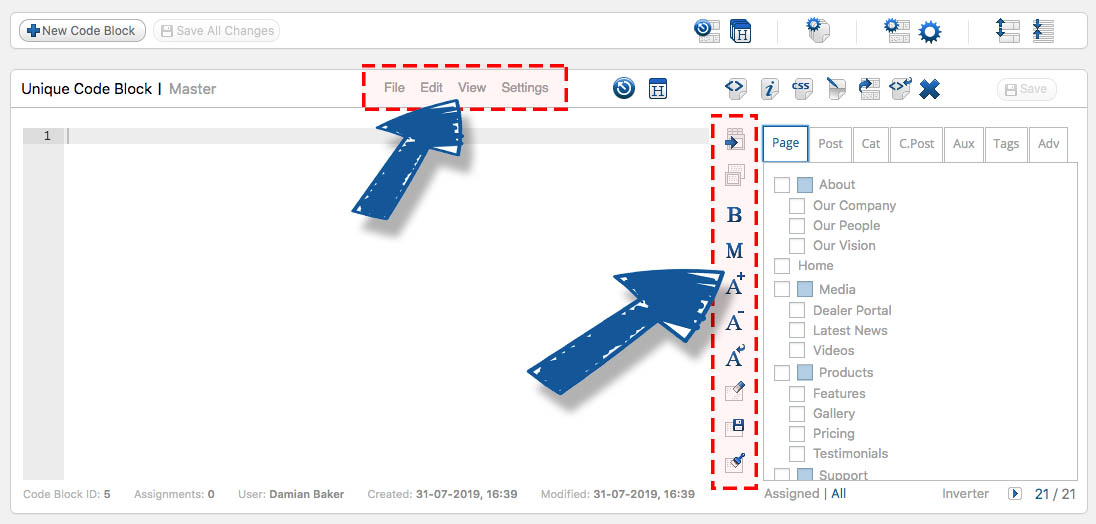 New Code Block Save All Changes
H
Unique Code Block | Master File Edit View Settings H <> i css <> Save
1
Page Post Cat C.Post Aux Tags Adv
About
Our Company
Our People
B
Our Vision
M
Home
A+
Media
Dealer Portal
A-
Latest News
Videos
A
Products
Features
Gallery
Pricing
Testimonials
Support
Code Block ID: 5 Assignments: 0 User: Damian Baker Created: 31-07-2019, 16:39 Modified: 31-07-2019, 16:39 Assigned | All Inverter 21 / 21